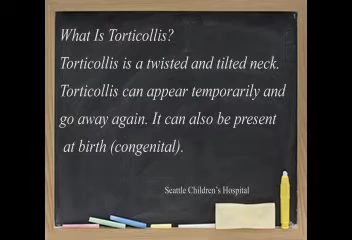 What Is Torticollis?
Torticollis is a twisted and tilted neck.
Torticollis can appear temporarily and
go away again. It can also be present
at birth (congenital).
Seattle Children's Hospital